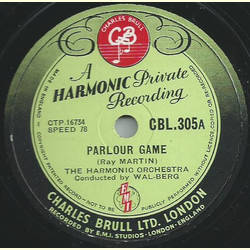 CHARLES BRULL
CB
A HARMONIC Private Recording
MADE IN ENGLAND
CTP.16734
SPEED 78
CBL.305A
PARLOUR GAME
(Ray MARTIN)
THE HARMONIC ORCHESTRA
Conducted by WAL-BERG
CHARLES BRULL LTD. LONDON
RECORDED BY E.M.I. STUDIOS - LONDON - ENGLAND